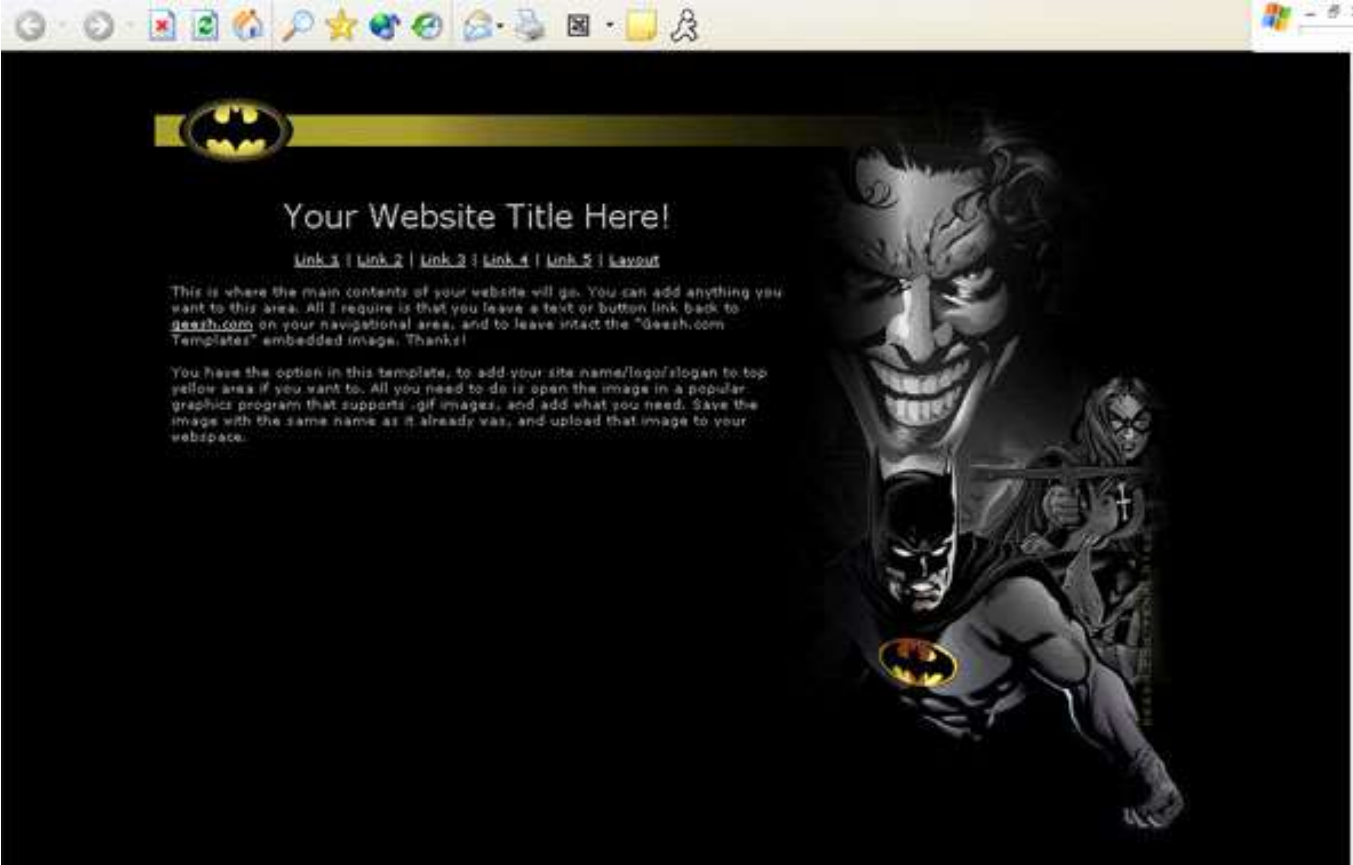 Your Website Title Here!
Link 1 | Link 2 | Link 3 | Link 4 | Link 5 | Layout
This is where the main contents of your website will go. You can add anything you
want to this area. All I require is that you leave a text or button link back to
geesh.com on your navigational area, and to leave intact the "Geesh.com
Templates" embedded image. Thanks!
You have the option in this template, to add your site name/logo/slogan to top
yellow area if you want to. All you need to do is open the image in a popular
graphics program that supports .gif images, and add what you need. Save the
image with the same name as it already was, and upload that image to your
webspace.